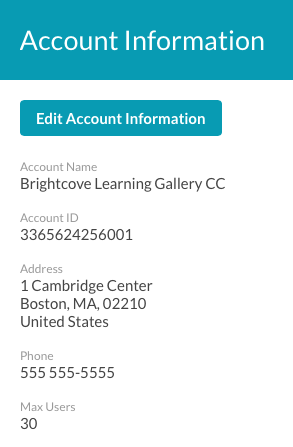 Account Information
Edit Account Information
Account Name
Brightcove Learning Gallery CC
Account ID
3365624256001
Address
1 Cambridge Center
Boston, MA, 02210
United States
Phone
555 555-5555
Max Users
30